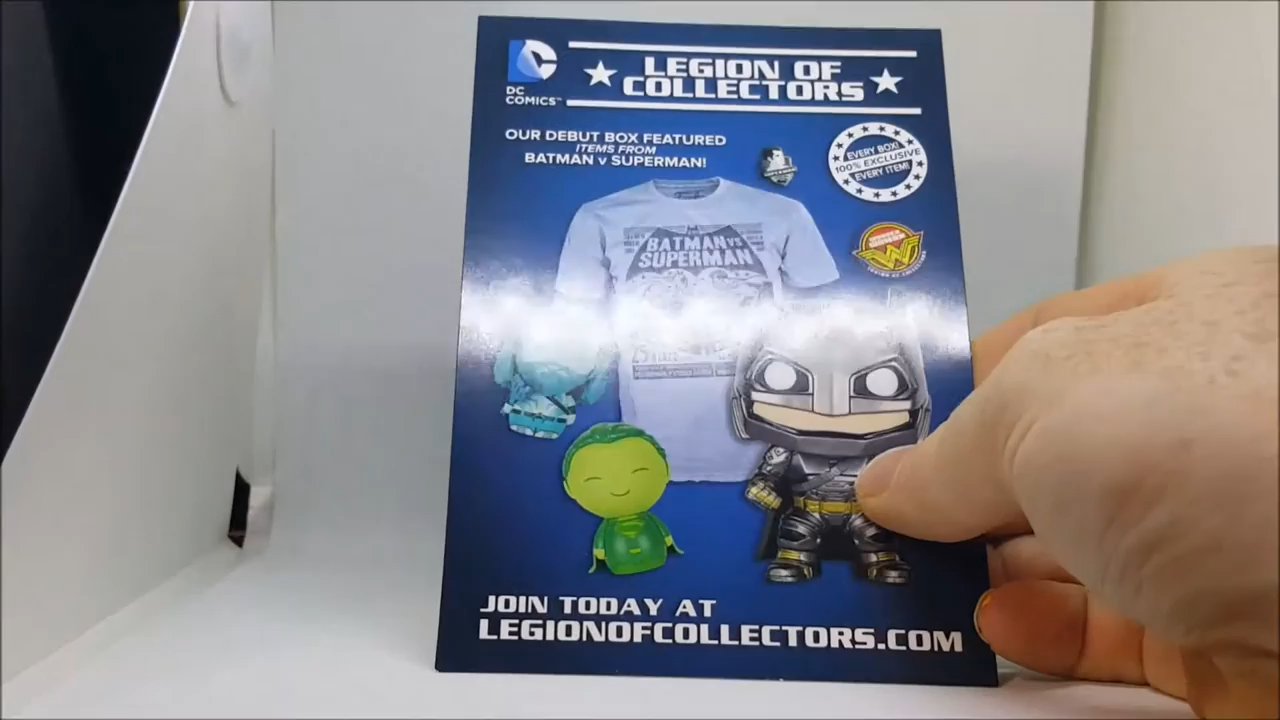 DC
COMICS™
LEGION OF
COLLECTORS
OUR DEBUT BOX FEATURED
ITEMS FROM
BATMAN v SUPERMAN!
EVERY BOX!
100% EXCLUSIVE
EVERY ITEM!
BATMAN VS
SUPERMAN
JOIN TODAY AT
LEGIONOFCOLLECTORS.COM